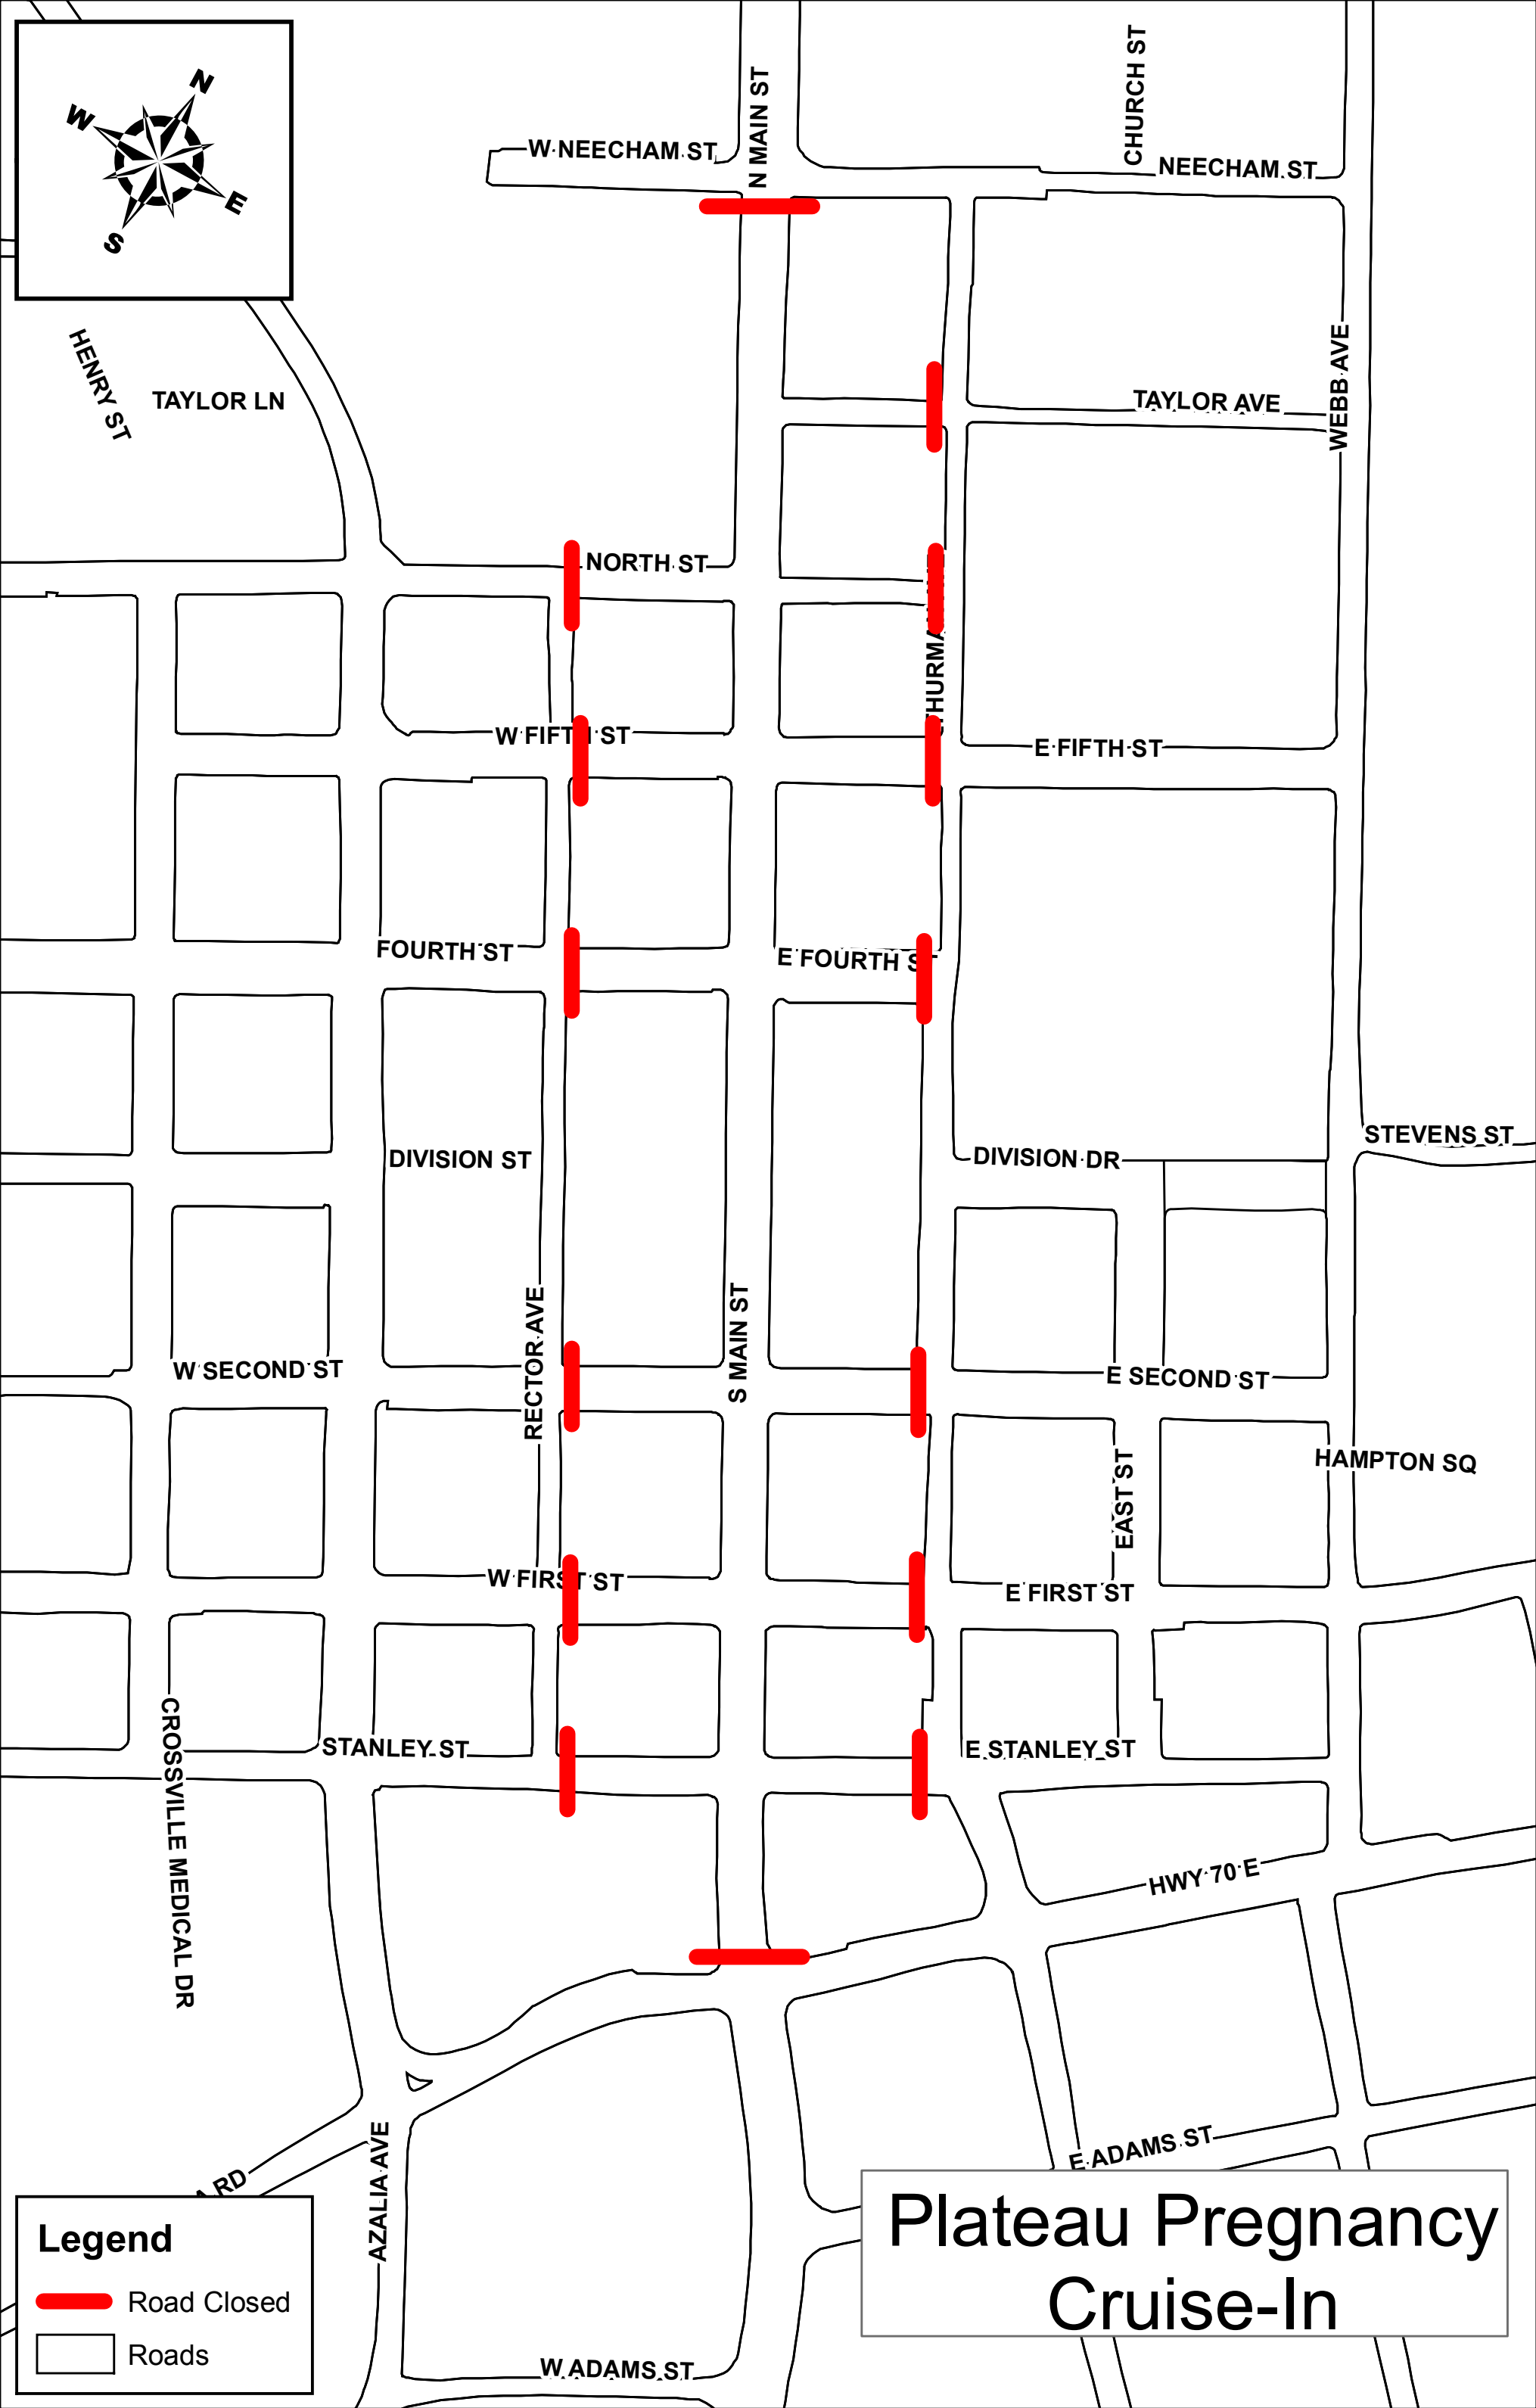 N
W
E
S
N MAIN ST
CHURCH ST
W NEECHAM ST
NEECHAM ST
HENRY ST
TAYLOR LN
TAYLOR AVE
WEBB AVE
NORTH ST
W FIFTH ST
E FIFTH ST
FOURTH ST
E FOURTH ST
DIVISION ST
DIVISION DR
STEVENS ST
RECTOR AVE
S MAIN ST
W SECOND ST
E SECOND ST
EAST ST
HAMPTON SQ
W FIRST ST
E FIRST ST
CROSSVILLE MEDICAL DR
STANLEY ST
E STANLEY ST
HWY 70 E
AZALIA AVE
E ADAMS ST
RD
W ADAMS ST
Legend
Road Closed
Roads
Plateau Pregnancy
Cruise-In